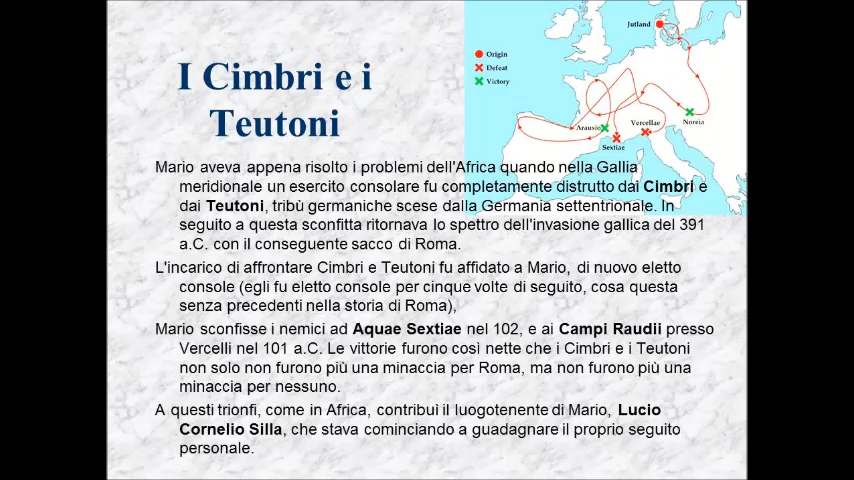 I Cimbri e i
Teutoni
Jutland
Origin
Defeat
Victory
Arausio
Vercellae
Noreia
Sextiae
Mario aveva appena risolto i problemi dell'Africa quando nella Gallia
meridionale un esercito consolare fu completamente distrutto dai Cimbri e
dai Teutoni, tribù germaniche scese dalla Germania settentrionale. In
seguito a questa sconfitta ritornava lo spettro dell'invasione gallica del 391
a.C. con il conseguente sacco di Roma.
L'incarico di affrontare Cimbri e Teutoni fu affidato a Mario, di nuovo eletto
console (egli fu eletto console per cinque volte di seguito, cosa questa
senza precedenti nella storia di Roma),
Mario sconfisse i nemici ad Aquae Sextiae nel 102, e ai Campi Raudii presso
Vercelli nel 101 a.C. Le vittorie furono così nette che i Cimbri e i Teutoni
non solo non furono più una minaccia per Roma, ma non furono più una
minaccia per nessuno.
A questi trionfi, come in Africa, contribuì il luogotenente di Mario, Lucio
Cornelio Silla, che stava cominciando a guadagnare il proprio seguito
personale.